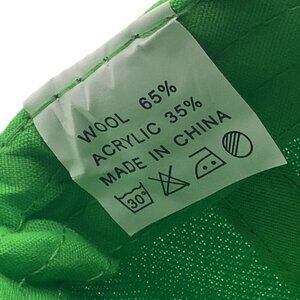 WOOL 65%
ACRYLIC 35%
MADE IN CHINA
30°